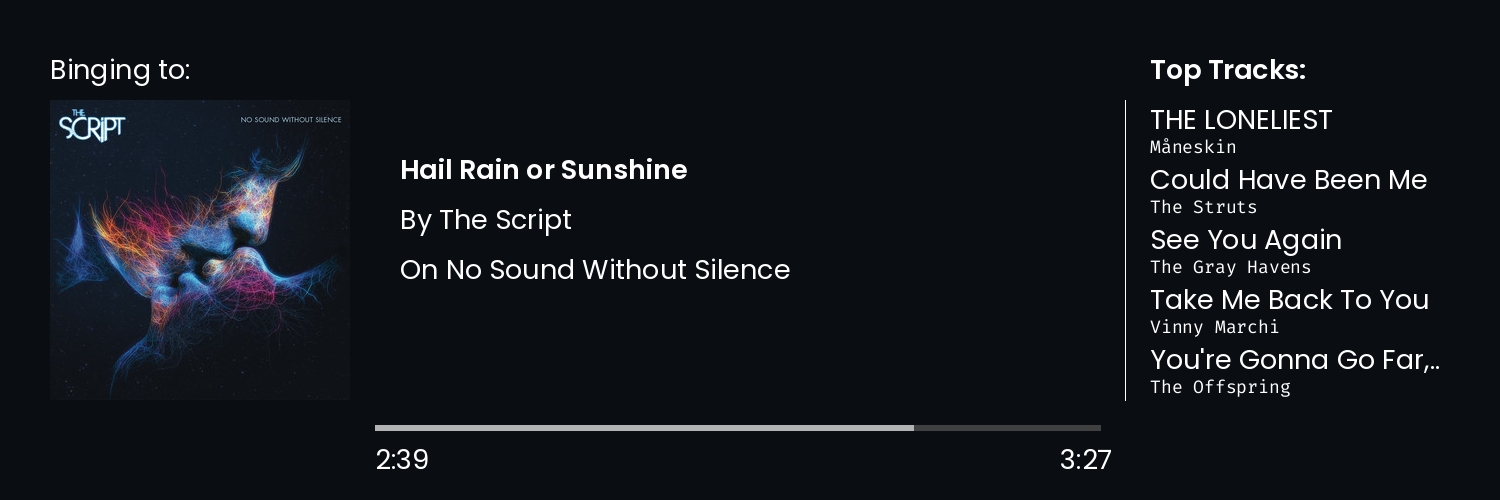 Binging to:
THE
SCRIPT
NO SOUND WITHOUT SILENCE
Hail Rain or Sunshine
By The Script
On No Sound Without Silence
2:39
3:27
Top Tracks:
THE LONELIEST
Måneskin
Could Have Been Me
The Struts
See You Again
The Gray Havens
Take Me Back To You
Vinny Marchi
You're Gonna Go Far,..
The Offspring